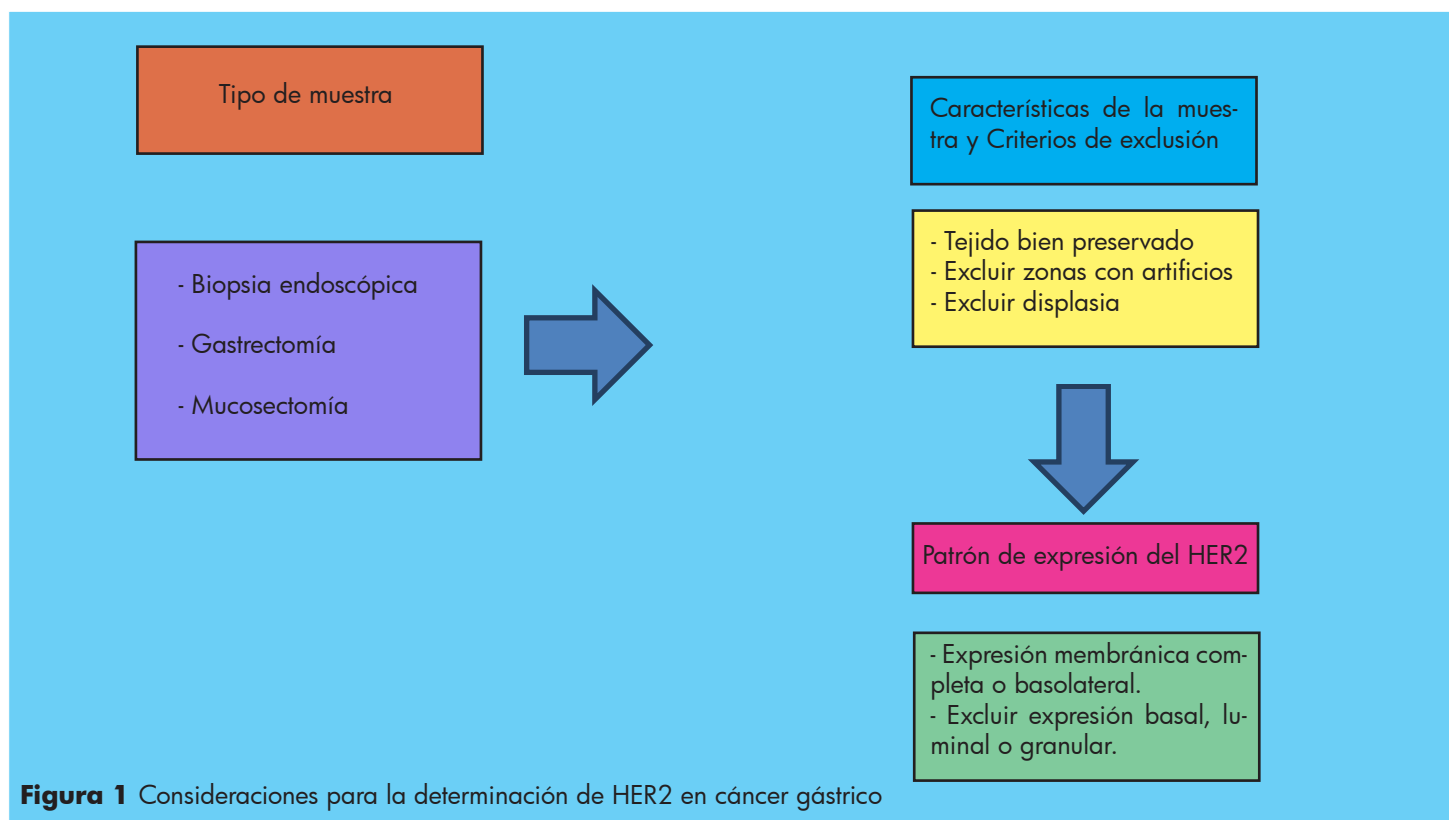 Tipo de muestra
- Biopsia endoscópica
- Gastrectomía
- Mucosectomía
Características de la mues-
tra y Criterios de exclusión
- Tejido bien preservado
- Excluir zonas con artificios
- Excluir displasia
Patrón de expresión del HER2
- Expresión membránica com-
pleta o basolateral.
- Excluir expresión basal, lu-
minal o granular.
Figura 1 Consideraciones para la determinación de HER2 en cáncer gástrico